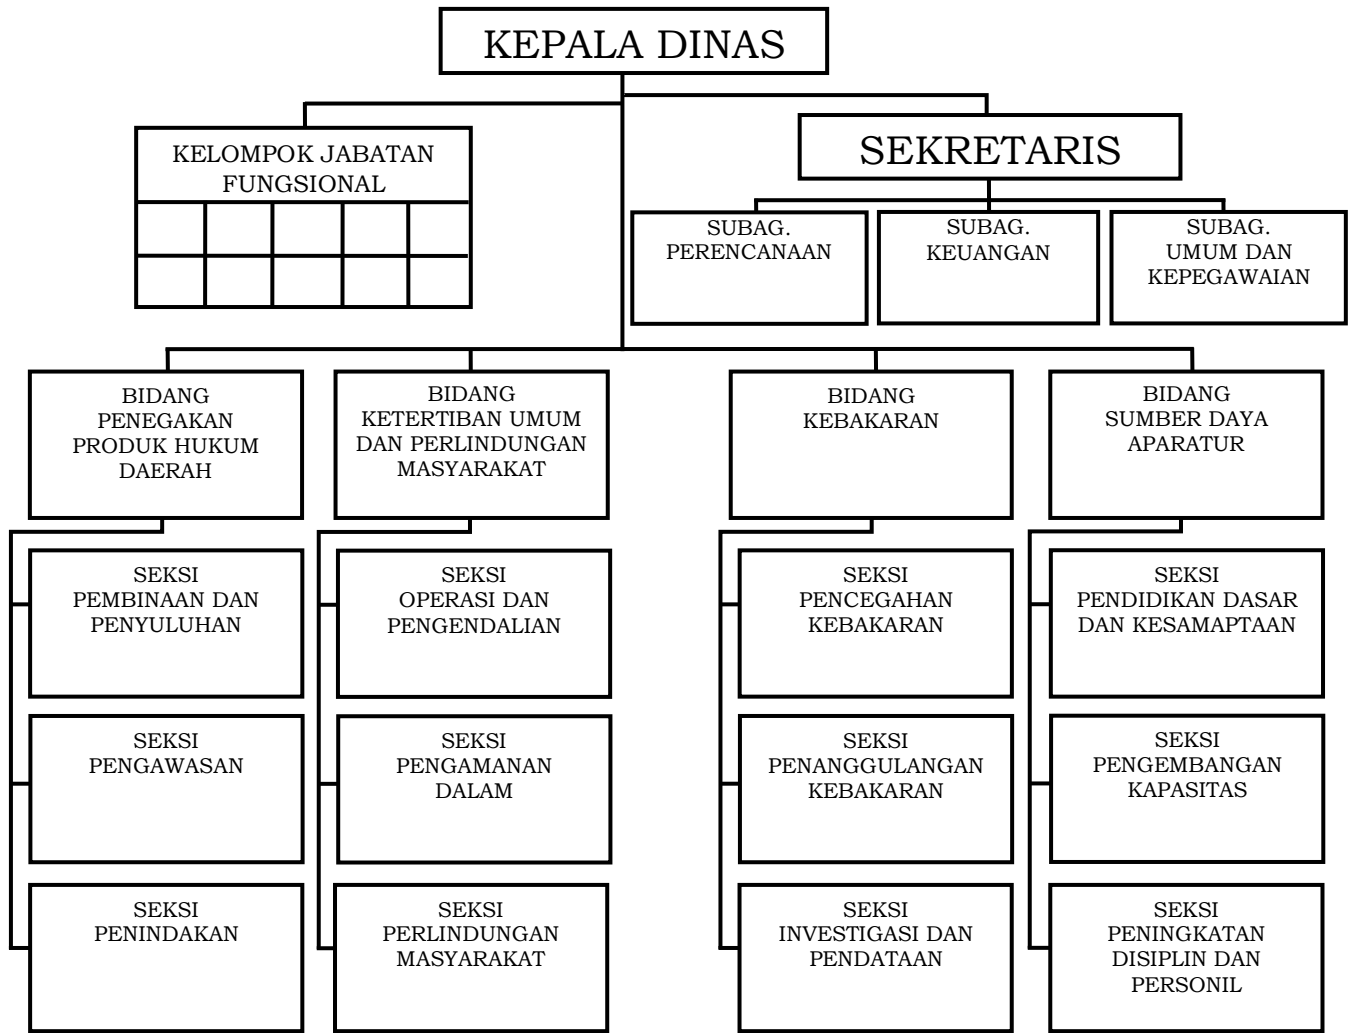 KEPALA DINAS
KELOMPOK JABATAN
FUNGSIONAL
SEKRETARIS
SUBAG.
PERENCANAAN
SUBAG.
KEUANGAN
SUBAG.
UMUM DAN
KEPEGAWAIAN
BIDANG
PENEGAKAN
PRODUK HUKUM
DAERAH
BIDANG
KETERTIBAN UMUM
DAN PERLINDUNGAN
MASYARAKAT
BIDANG
KEBAKARAN
BIDANG
SUMBER DAYA
APARATUR
SEKSI
PEMBINAAN DAN
PENYULUHAN
SEKSI
OPERASI DAN
PENGENDALIAN
SEKSI
PENCEGAHAN
KEBAKARAN
SEKSI
PENDIDIKAN DASAR
DAN KESAMAPTAAN
SEKSI
PENGAWASAN
SEKSI
PENGAMANAN
DALAM
SEKSI
PENANGGULANGAN
KEBAKARAN
SEKSI
PENGEMBANGAN
KAPASITAS
SEKSI
PENINDAKAN
SEKSI
PERLINDUNGAN
MASYARAKAT
SEKSI
INVESTIGASI DAN
PENDATAAN
SEKSI
PENINGKATAN
DISIPLIN DAN
PERSONIL